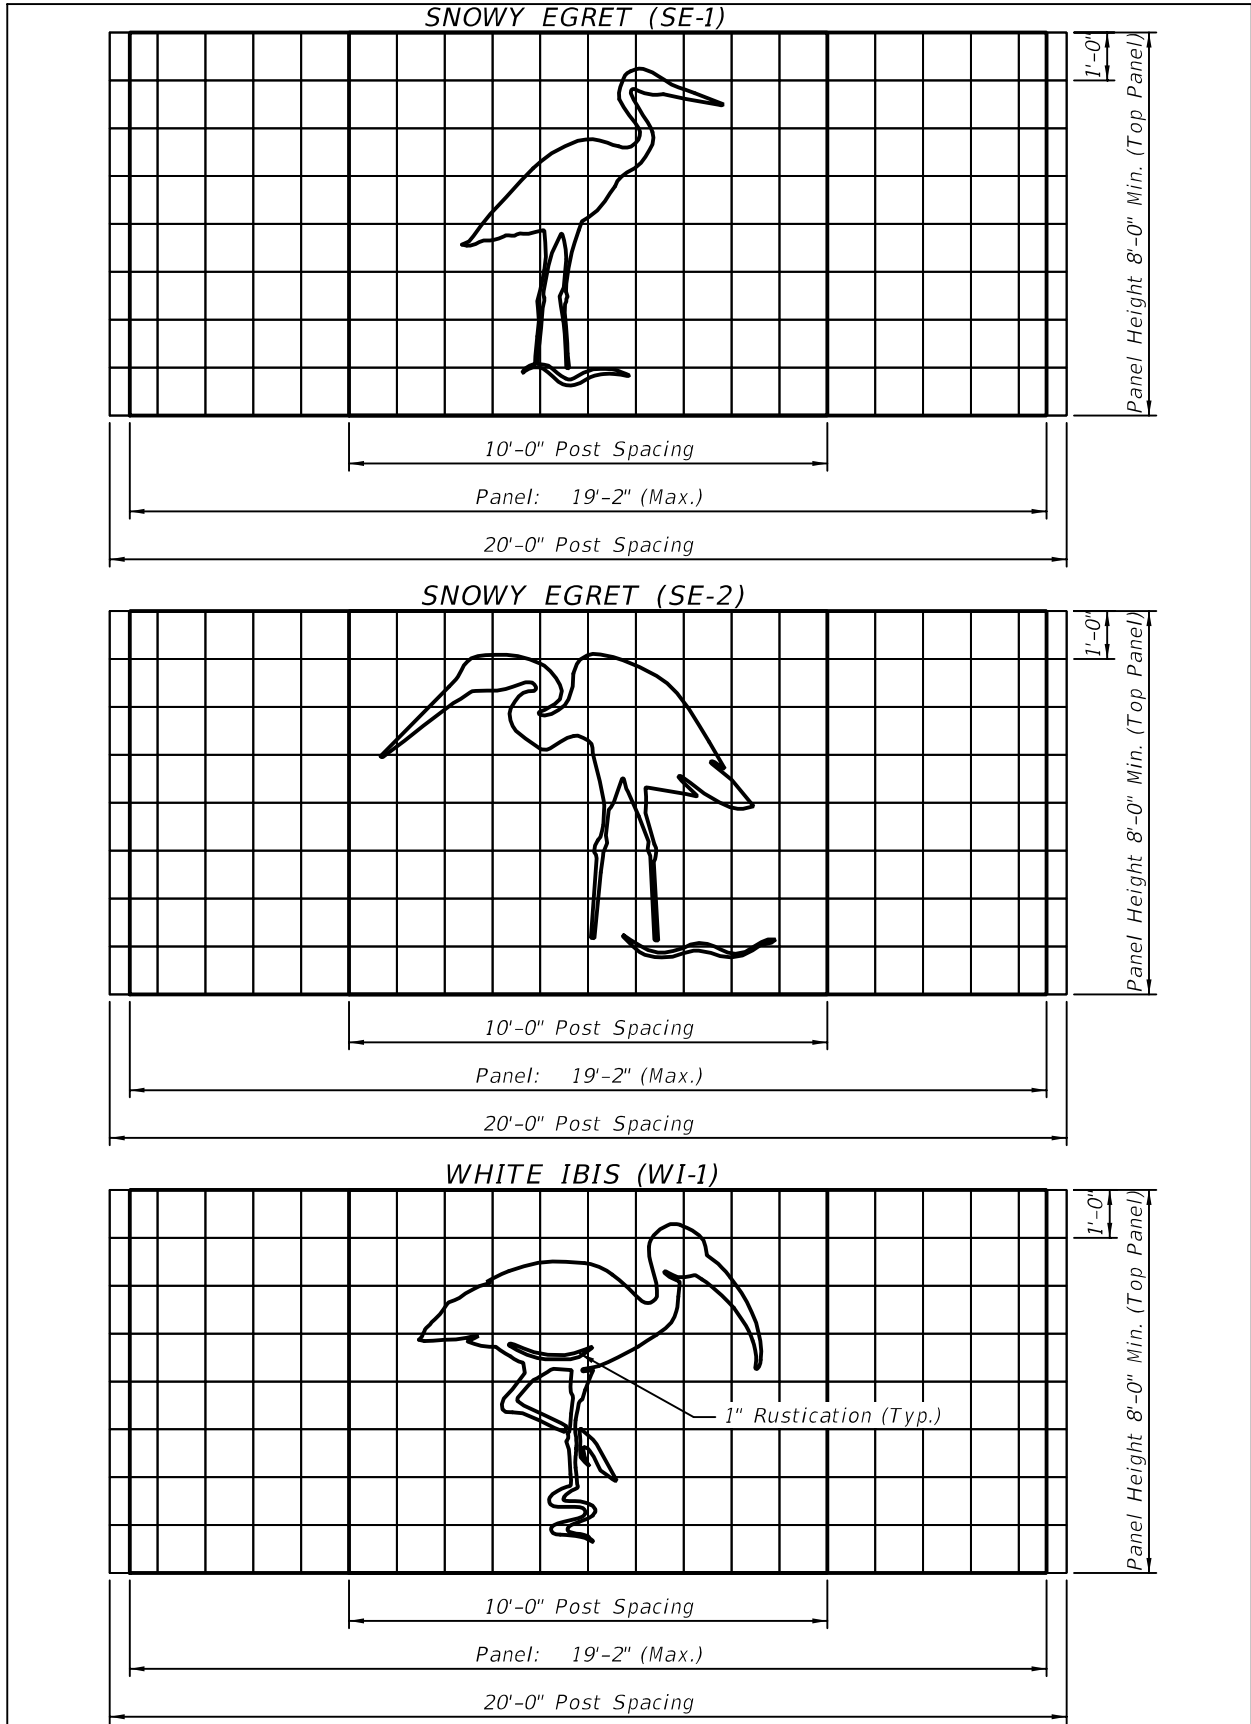 SNOWY EGRET (SE-1)
1'-0"
Panel Height 8'-0" Min. (Top Panel)
10'-0" Post Spacing
Panel: 19'-2" (Max.)
20'-0" Post Spacing
SNOWY EGRET (SE-2)
1'-0"
Panel Height 8'-0" Min. (Top Panel)
10'-0" Post Spacing
Panel: 19'-2" (Max.)
20'-0" Post Spacing
WHITE IBIS (WI-1)
1'-0"
Panel Height 8'-0" Min. (Top Panel)
1" Rustication (Typ.)
10'-0" Post Spacing
Panel: 19'-2" (Max.)
20'-0" Post Spacing